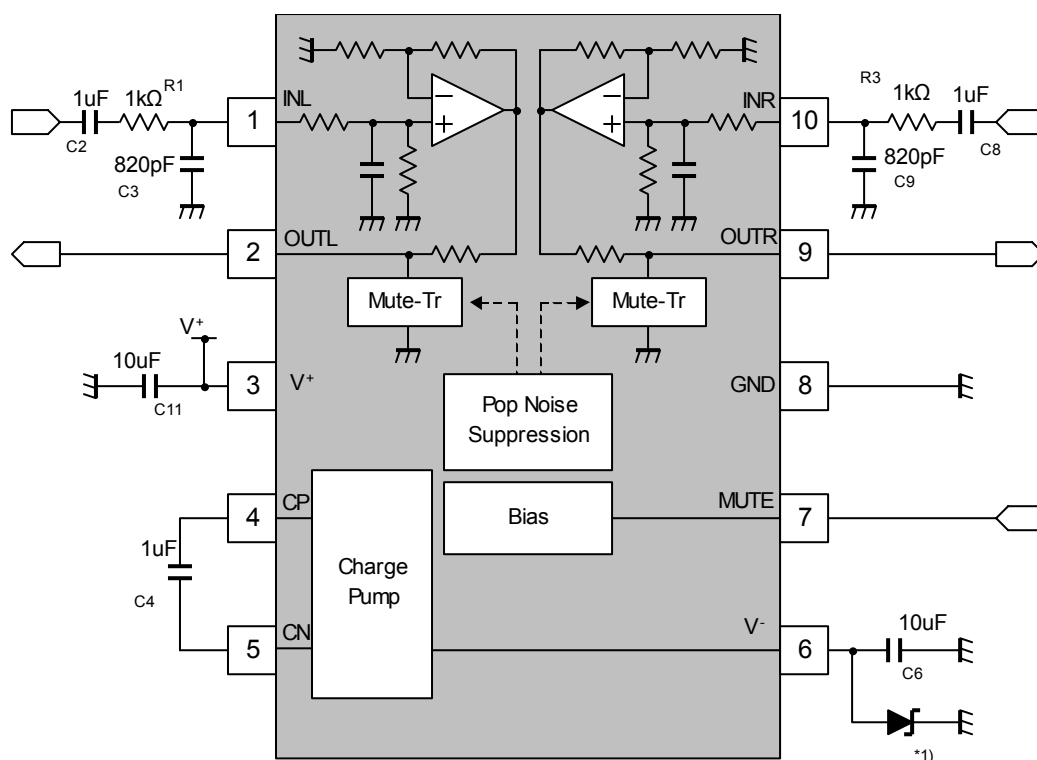 1uF
1kΩ R1
C2
820pF
C3
1
INL
−
+
−
+
INR
10
R3
1kΩ
1uF
C8
820pF
C9
2
OUTL
OUTR
9
Mute-Tr
Mute-Tr
V+
10uF
C11
3
V+
GND
8
Pop Noise
Suppression
4
CP
1uF
C4
5
CN
Charge
Pump
Bias
MUTE
7
V-
6
10uF
C6
*1)